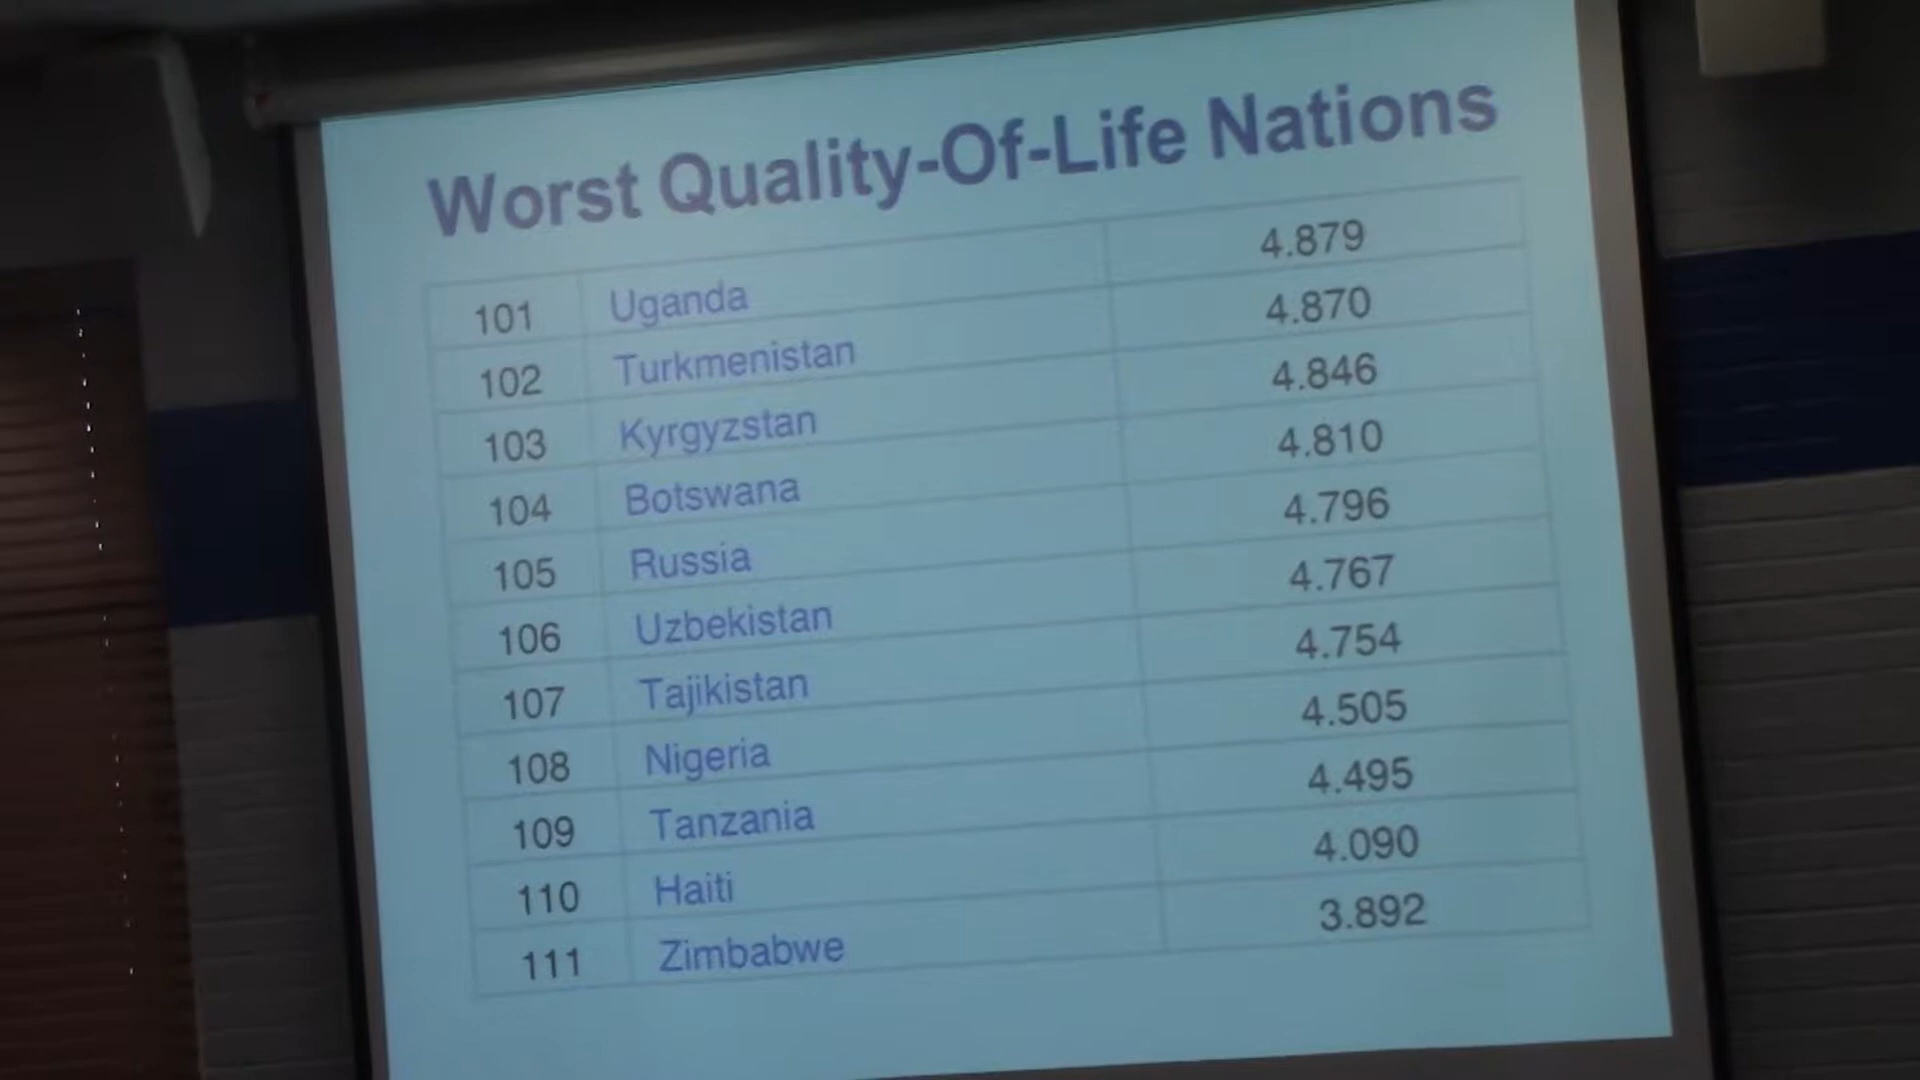 Worst Quality-Of-Life Nations
101 Uganda 4.879
102 Turkmenistan 4.870
103 Kyrgyzstan 4.846
104 Botswana 4.810
105 Russia 4.796
106 Uzbekistan 4.767
107 Tajikistan 4.754
108 Nigeria 4.505
109 Tanzania 4.495
110 Haiti 4.090
111 Zimbabwe 3.892